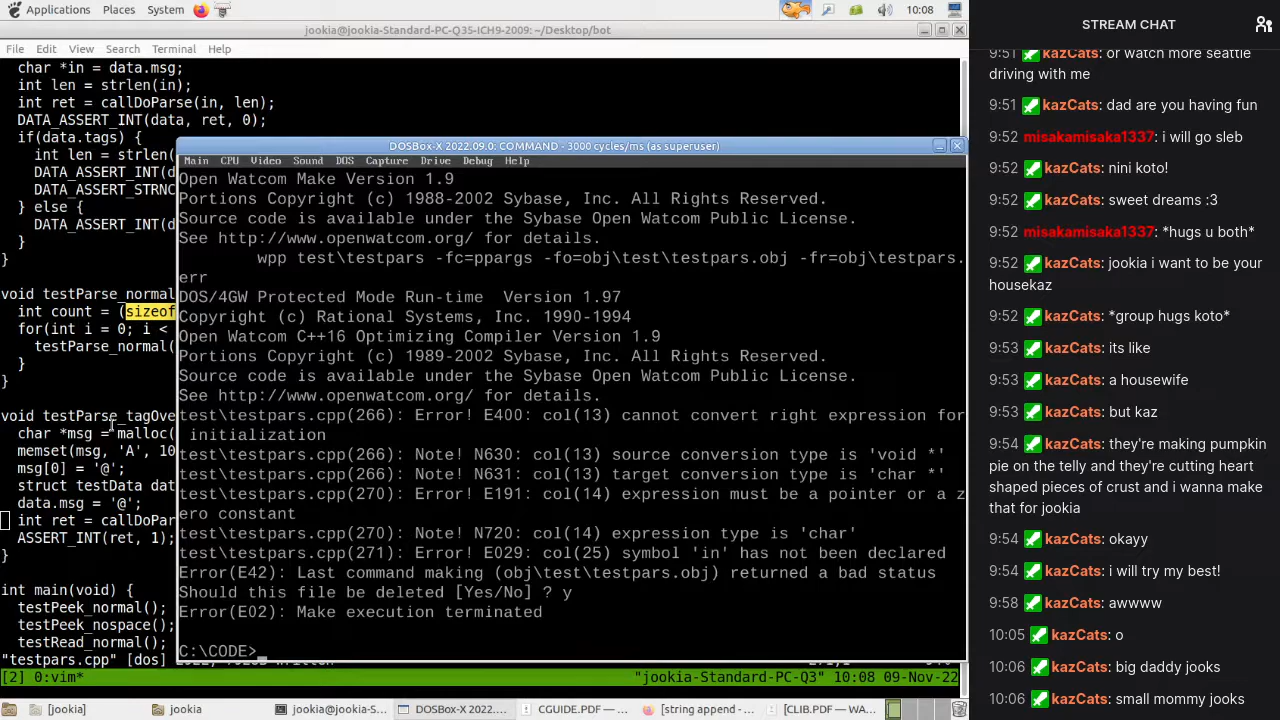 Applications Places System
10:08
jookia@jookia-Standard-PC-Q35-ICH9-2009: ~/Desktop/bot
File Edit View Search Terminal Help
char *in = data.msg;
int len = strlen(in);
int ret = callDoParse(in, len);
DATA_ASSERT_INT(data, ret, 0);
if(data.tags) {
int len = strlen(
DATA_ASSERT_INT(d
DATA_ASSERT_STRNC
} else {
DATA_ASSERT_INT(d
}
}
void testParse_normal
int count = (sizeof
for(int i = 0; i <
testParse_normal(
}
}
void testParse_tagOve
char *msg = malloc(
memset(msg, 'A', 10
msg[0] = '@';
struct testData dat
data.msg = '@';
int ret = callDoPar
ASSERT_INT(ret, 1);
}
int main(void) {
testPeek_normal();
testPeek_nospace();
testRead_normal();
"testpars.cpp" [dos]
[2] 0:vim*
"jookia-Standard-PC-Q3" 10:08 09-Nov-22
DOSBox-X 2022.09.0: COMMAND - 3000 cycles/ms (as superuser)
Main CPU Video Sound DOS Capture Drive Debug Help
Open Watcom Make Version 1.9
Portions Copyright (c) 1988-2002 Sybase, Inc. All Rights Reserved.
Source code is available under the Sybase Open Watcom Public License.
See http://www.openwatcom.org/ for details.
wpp test\testpars -fc=ppargs -fo=obj\test\testpars.obj -fr=obj\testpars.
err
DOS/4GW Protected Mode Run-time Version 1.97
Copyright (c) Rational Systems, Inc. 1990-1994
Open Watcom C++16 Optimizing Compiler Version 1.9
Portions Copyright (c) 1989-2002 Sybase, Inc. All Rights Reserved.
Source code is available under the Sybase Open Watcom Public License.
See http://www.openwatcom.org/ for details.
test\testpars.cpp(266): Error! E400: col(13) cannot convert right expression for
initialization
test\testpars.cpp(266): Note! N630: col(13) source conversion type is 'void *'
test\testpars.cpp(266): Note! N631: col(13) target conversion type is 'char *'
test\testpars.cpp(270): Error! E191: col(14) expression must be a pointer or a z
ero constant
test\testpars.cpp(270): Note! N720: col(14) expression type is 'char'
test\testpars.cpp(271): Error! E029: col(25) symbol 'in' has not been declared
Error(E42): Last command making (obj\test\testpars.obj) returned a bad status
Should this file be deleted [Yes/No] ? y
Error(E02): Make execution terminated
C:\CODE>
[jookia]
jookia
jookia@jookia:...
DOSBox-X 2022....
CGUIDE.PDF —...
[string append -...
[CLIB.PDF — WA...
STREAM CHAT
9:51 kazCats: or watch more seattle
driving with me
9:51 kazCats: dad are you having fun
9:52 misakamisaka1337: i will go sleb
9:52 kazCats: nini koto!
9:52 kazCats: sweet dreams :3
9:52 misakamisaka1337: *hugs u both*
9:52 kazCats: jookia i want to be your
housekaz
9:52 kazCats: *group hugs koto*
9:53 kazCats: its like
9:53 kazCats: a housewife
9:53 kazCats: but kaz
9:54 kazCats: they're making pumpkin
pie on the telly and they're cutting heart
shaped pieces of crust and i wanna make
that for jookia
9:54 kazCats: okayy
9:54 kazCats: i will try my best!
9:58 kazCats: awwww
10:05 kazCats: o
10:06 kazCats: big daddy jooks
10:06 kazCats: small mommy jooks